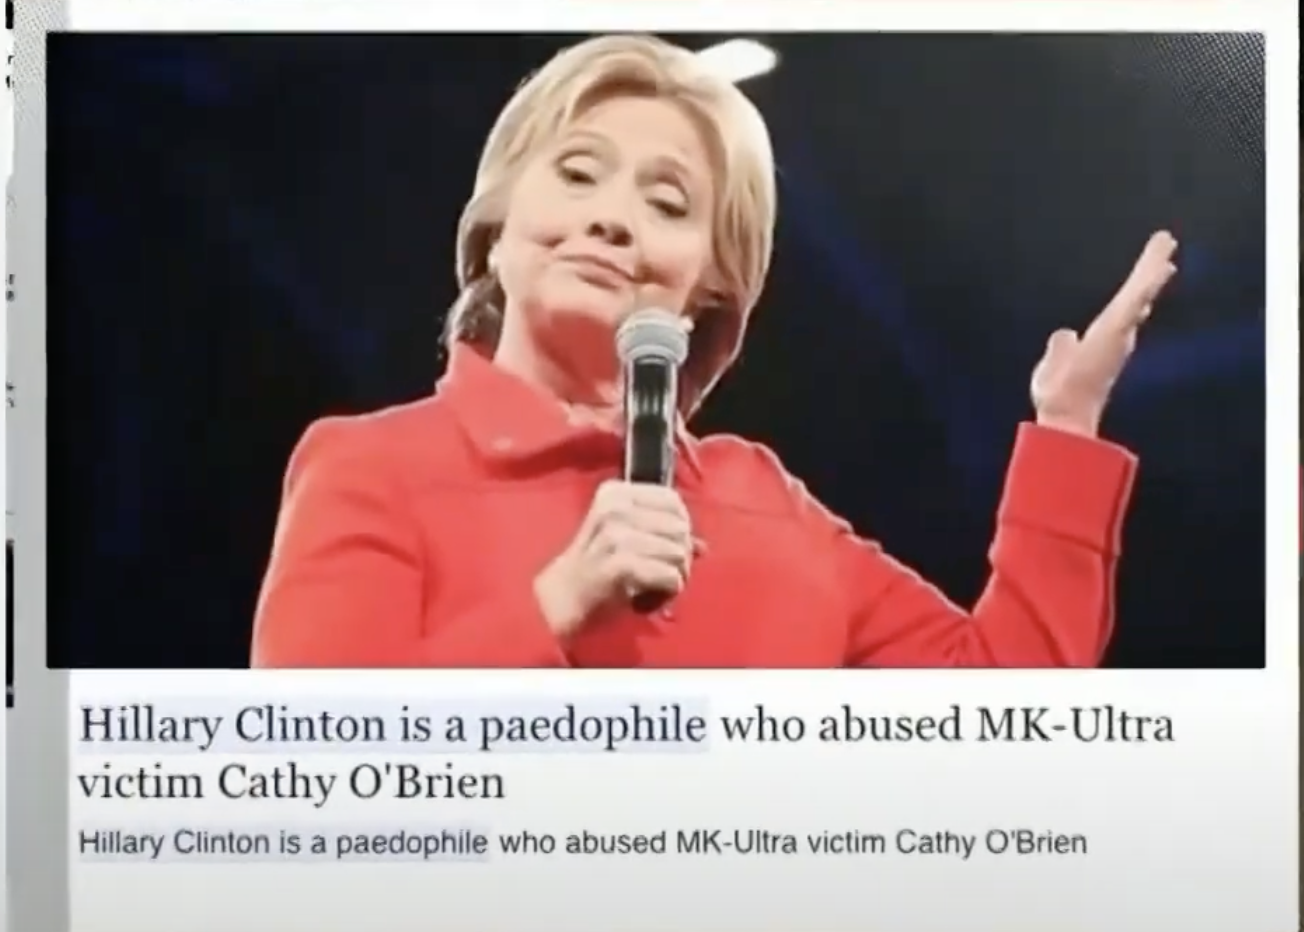 Hillary Clinton is a paedophile who abused MK-Ultra
victim Cathy O'Brien
Hillary Clinton is a paedophile who abused MK-Ultra victim Cathy O'Brien